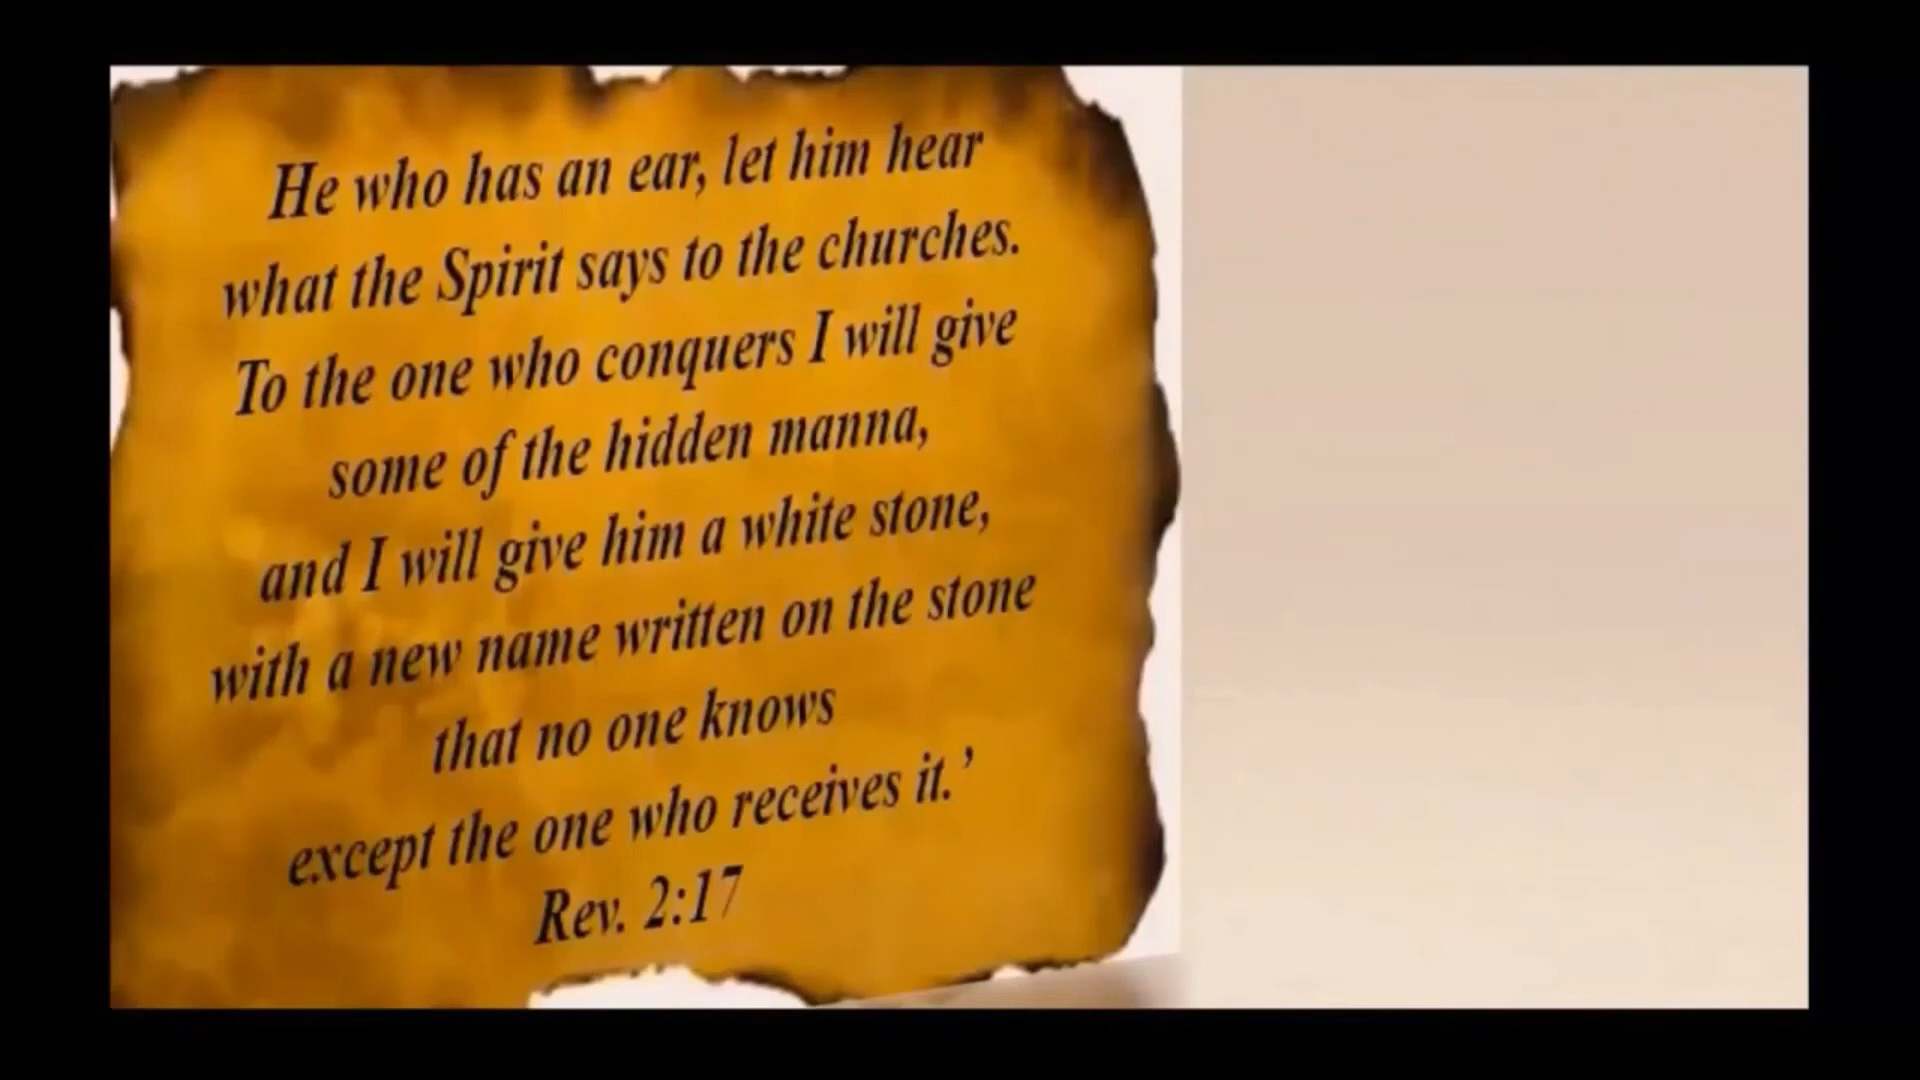 He who has an ear, let him hear
what the Spirit says to the churches.
To the one who conquers I will give
some of the hidden manna,
and I will give him a white stone,
with a new name written on the stone
that no one knows
except the one who receives it.’
Rev. 2:17